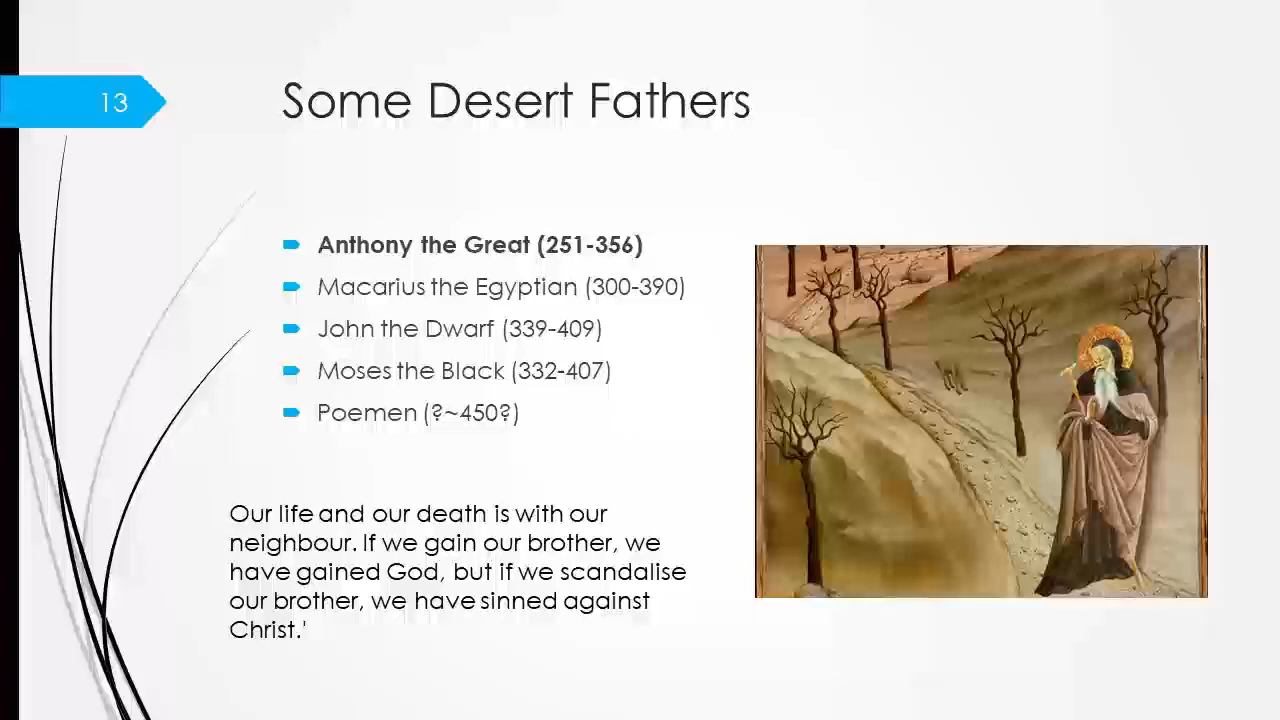 13
Some Desert Fathers
Anthony the Great (251-356)
Macarius the Egyptian (300-390)
John the Dwarf (339-409)
Moses the Black (332-407)
Poemen (?~450?)
Our life and our death is with our
neighbour. If we gain our brother, we
have gained God, but if we scandalise
our brother, we have sinned against
Christ.'